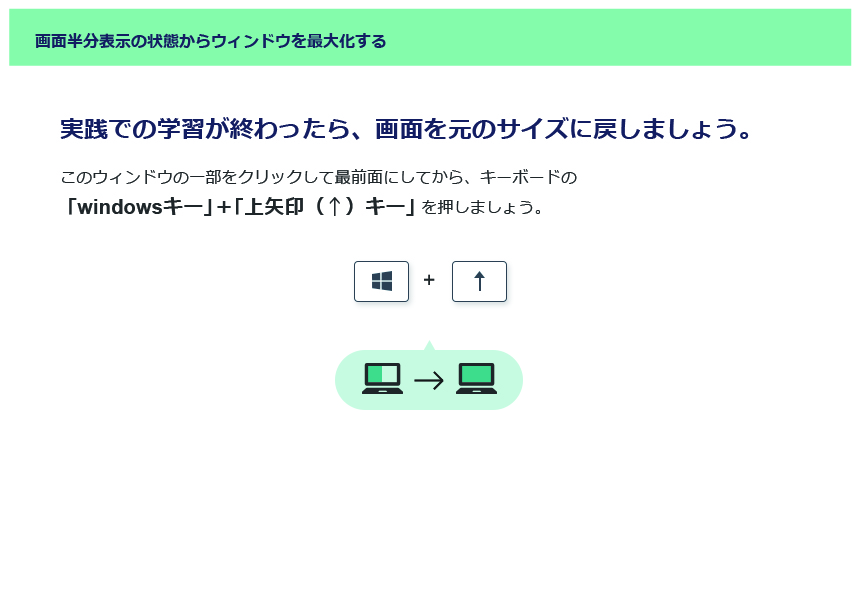 画面半分表示の状態からウィンドウを最大化する
実践での学習が終わったら、画面を元のサイズに戻しましょう。
このウィンドウの一部をクリックして最前面にしてから、キーボードの
「windowsキー」+「上矢印（↑）キー」 を押しましょう。
+ ↑